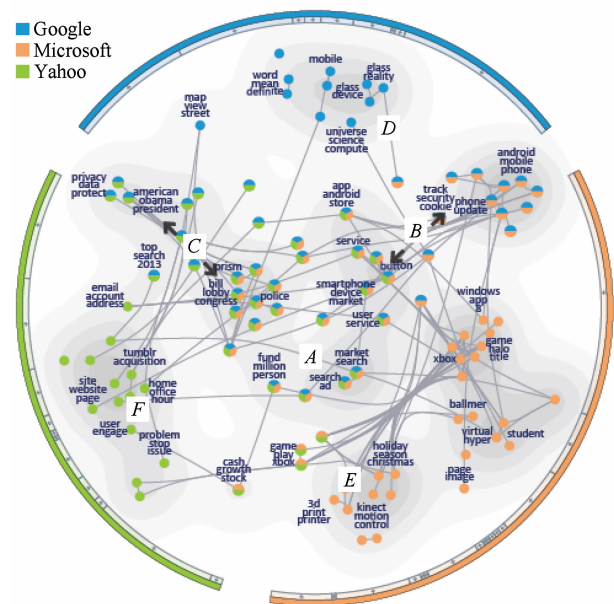 Google
Microsoft
Yahoo
mobile
glass
reality
word
mean
definite
glass
device
map
view
street
D
universe
science
compute
android
mobile
phone
privacy
data
protect
american
obama
president
app
android
store
track
security
cookie
phone
update
B
C
service
top
search
2013
prism
button
bill
lobby
congress
police
smartphone
device
market
email
account
address
windows
app
8
user
service
game
halo
title
xbox
A
market
search
tumblr
acquisition
fund
million
person
search
ad
site
website
page
home
office
hour
F
ballmer
user
engage
virtual
hyper
student
problem
stop
issue
game
play
xbox
holiday
season
christmas
cash
growth
stock
E
page
image
3d
print
printer
kinect
motion
control